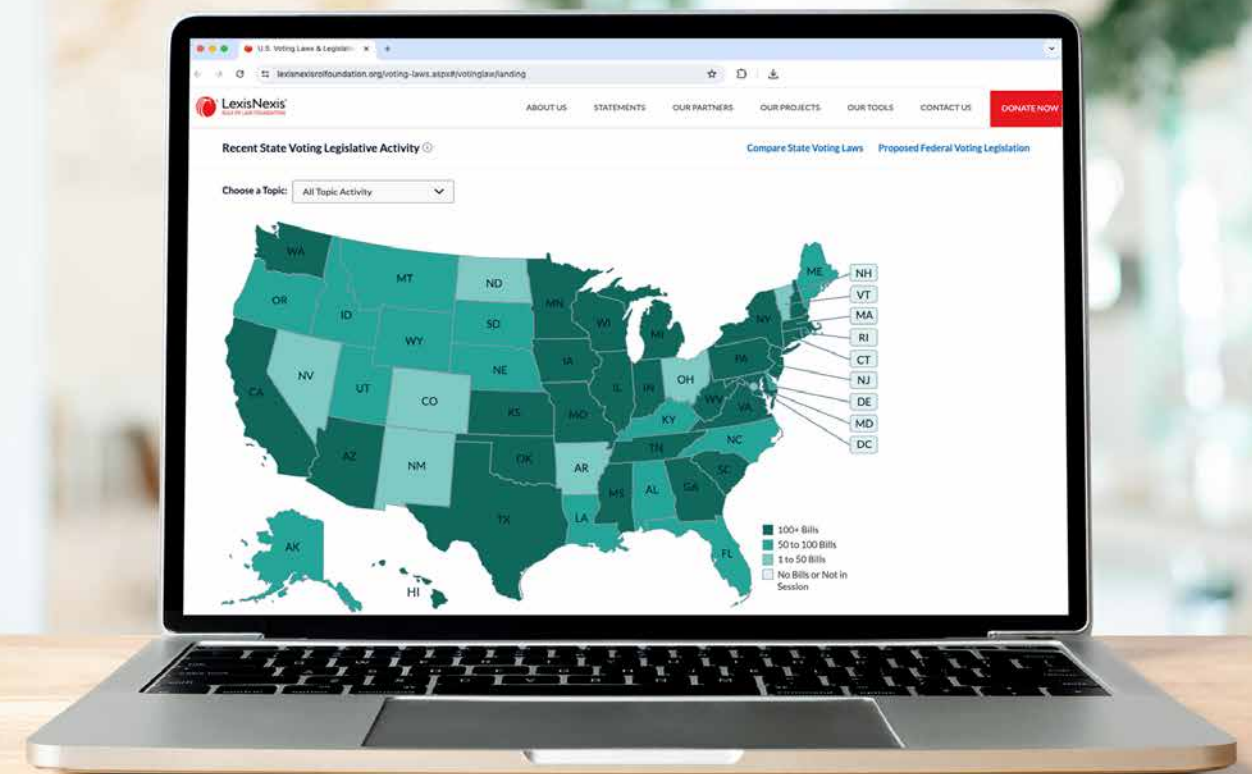 U.S. Voting Laws & Legislati
lexisnexisrolfoundation.org/voting-laws.aspx#/votinglaw/landing
LexisNexis
RULE OF LAW FOUNDATION
ABOUT US STATEMENTS OUR PARTNERS OUR PROJECTS OUR TOOLS CONTACT US DONATE NOW
Recent State Voting Legislative Activity
Compare State Voting Laws Proposed Federal Voting Legislation
Choose a Topic: All Topic Activity
WA
MT
ND
MN
ME
NH
VT
MA
RI
CT
NJ
DE
MD
DC
OR
ID
SD
WI
MI
NY
WY
NE
IA
PA
CA
NV
UT
CO
KS
MO
IL
IN
OH
WV
VA
KY
NC
TN
AZ
NM
OK
AR
SC
MS
AL
GA
TX
LA
FL
AK
HI
100+ Bills
50 to 100 Bills
1 to 50 Bills
No Bills or Not in
Session